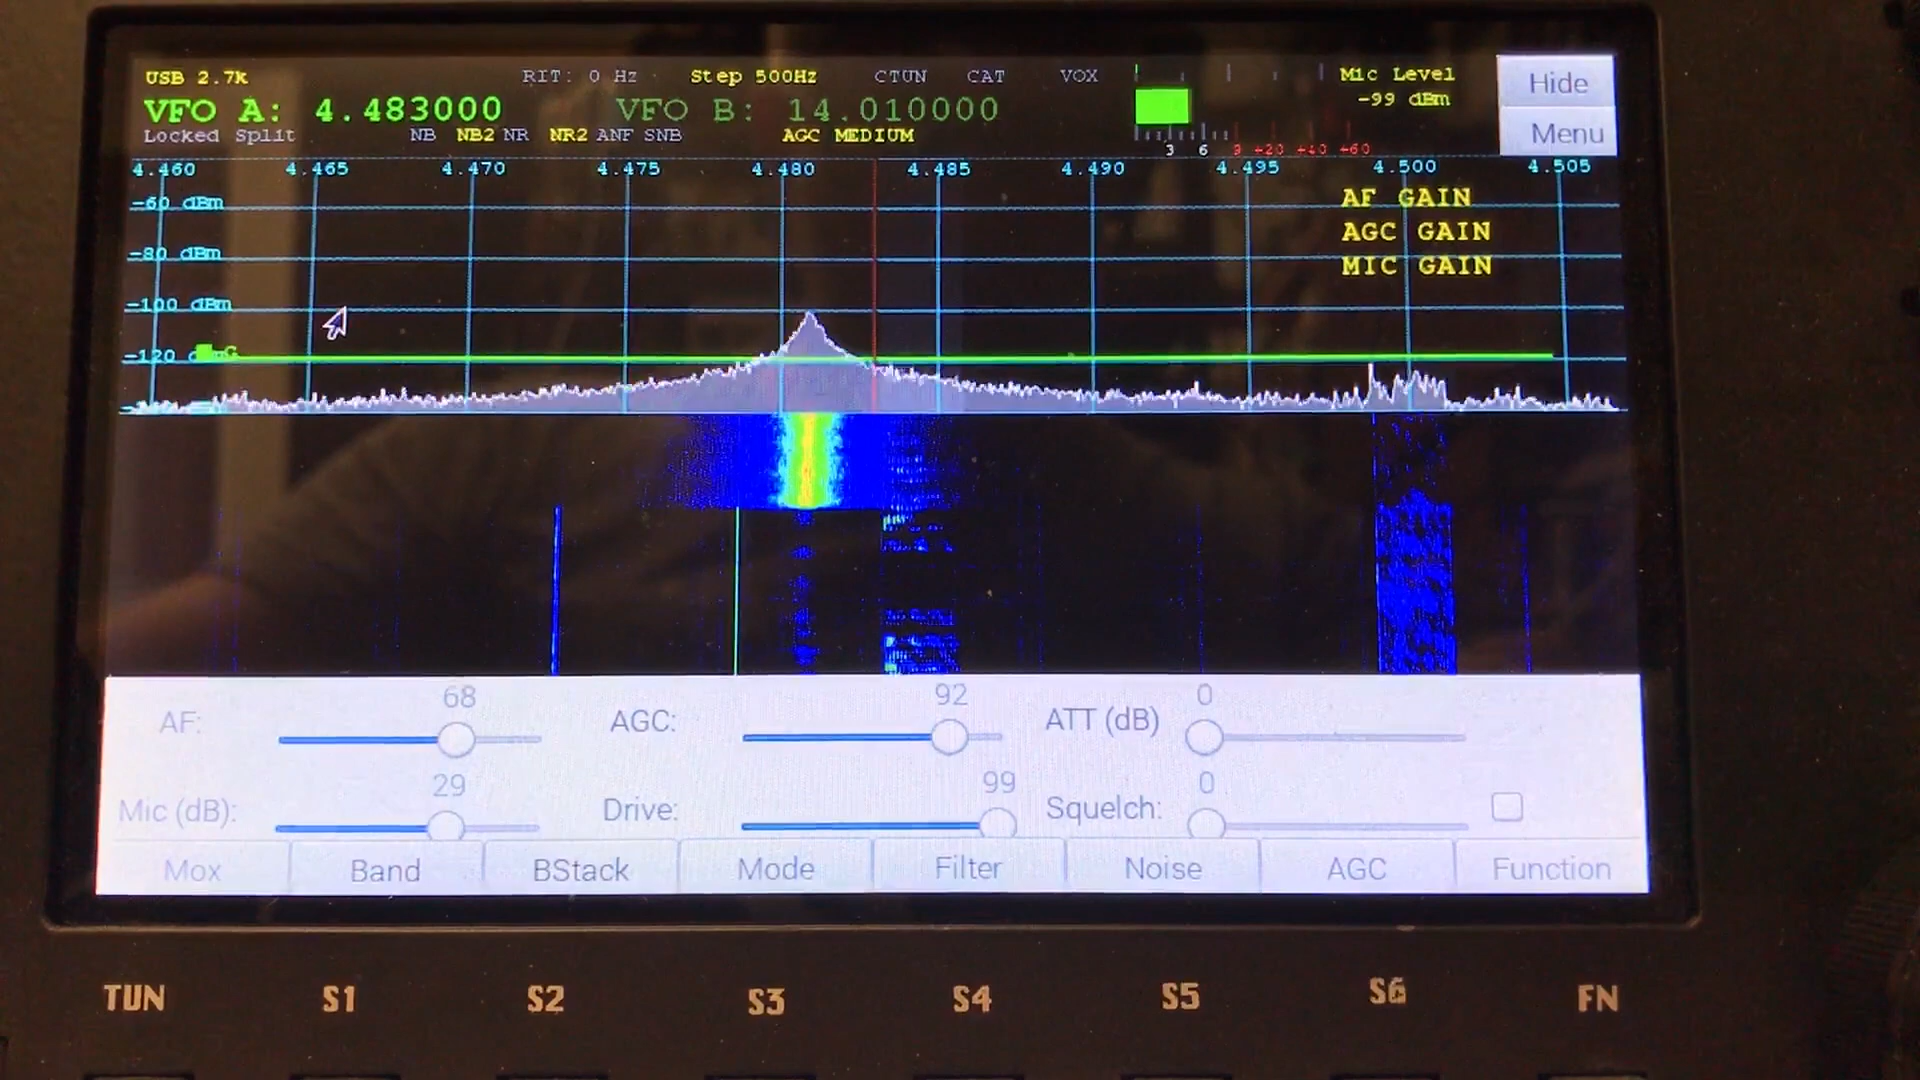 USB 2.7k RIT: 0 Hz Step 500Hz CTUN CAT VOX Mic Level
-99 dBm
VFO A: 4.483000 VFO B: 14.010000
Locked Split NB NB2 NR NR2 ANF SNB AGC MEDIUM
3 6 9 +20 +40 +60
Hide
Menu
4.460 4.465 4.470 4.475 4.480 4.485 4.490 4.495 4.500 4.505
-60 dBm
-80 dBm
-100 dBm
-120
AF GAIN
AGC GAIN
MIC GAIN
AF: 68 AGC: 92 ATT (dB) 0
Mic (dB): 29 Drive: 99 Squelch: 0
Mox Band BStack Mode Filter Noise AGC Function
TUN S1 S2 S3 S4 S5 S6 FN